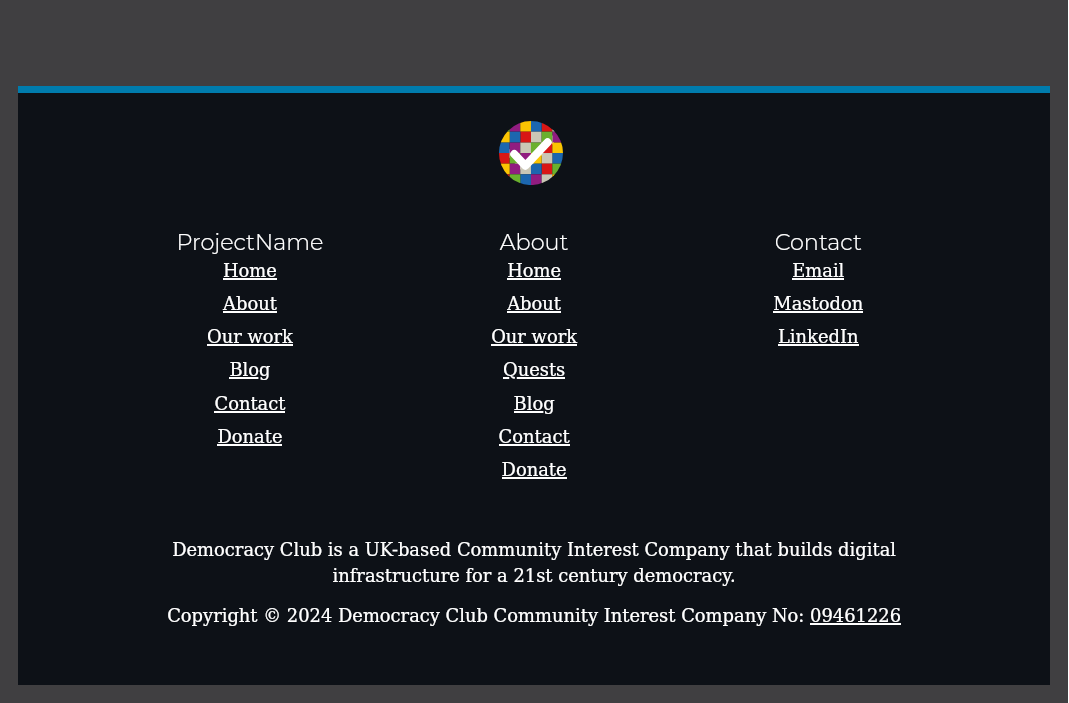 ProjectName
Home
About
Our work
Blog
Contact
Donate
About
Home
About
Our work
Quests
Blog
Contact
Donate
Contact
Email
Mastodon
LinkedIn
Democracy Club is a UK-based Community Interest Company that builds digital
infrastructure for a 21st century democracy.
Copyright © 2024 Democracy Club Community Interest Company No: 09461226